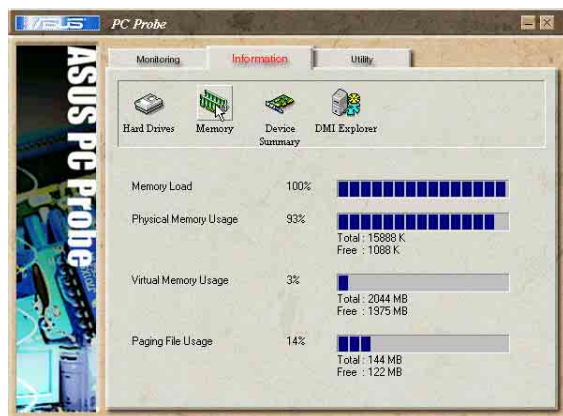 ASUS PC Probe
Monitoring Information Utility
Hard Drives Memory Device Summary DMI Explorer
ASUS PC Probe
Memory Load 100%
Physical Memory Usage 93%
Total : 15888 K
Free : 1088 K
Virtual Memory Usage 3%
Total : 2044 MB
Free : 1975 MB
Paging File Usage 14%
Total : 144 MB
Free : 122 MB